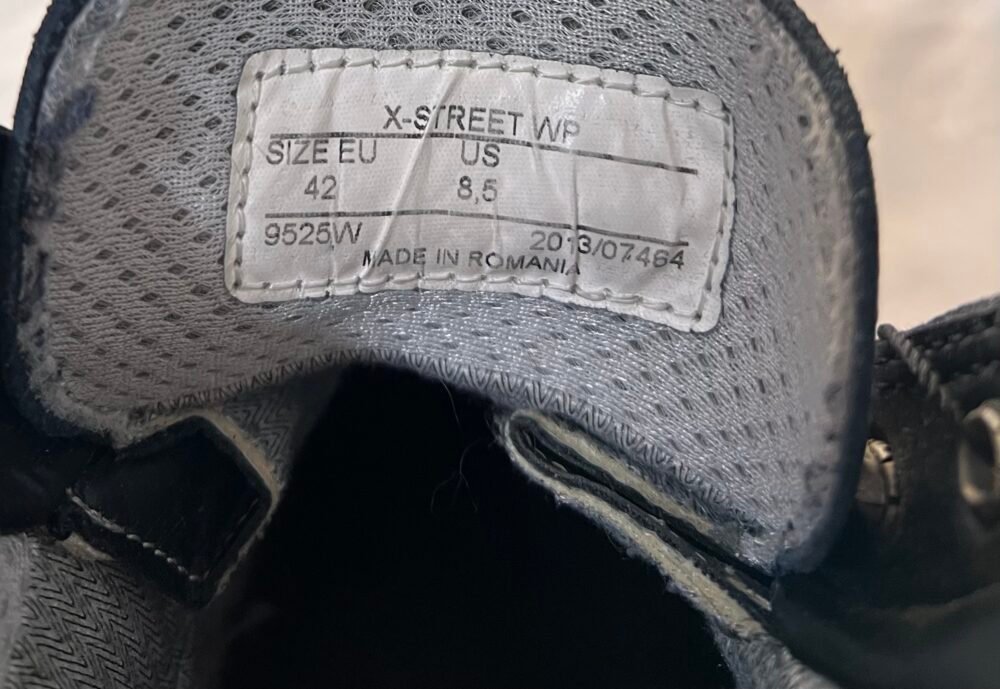 X-STREET WP
SIZE EU US
42 8,5
9525W 2013/07464
MADE IN ROMANIA